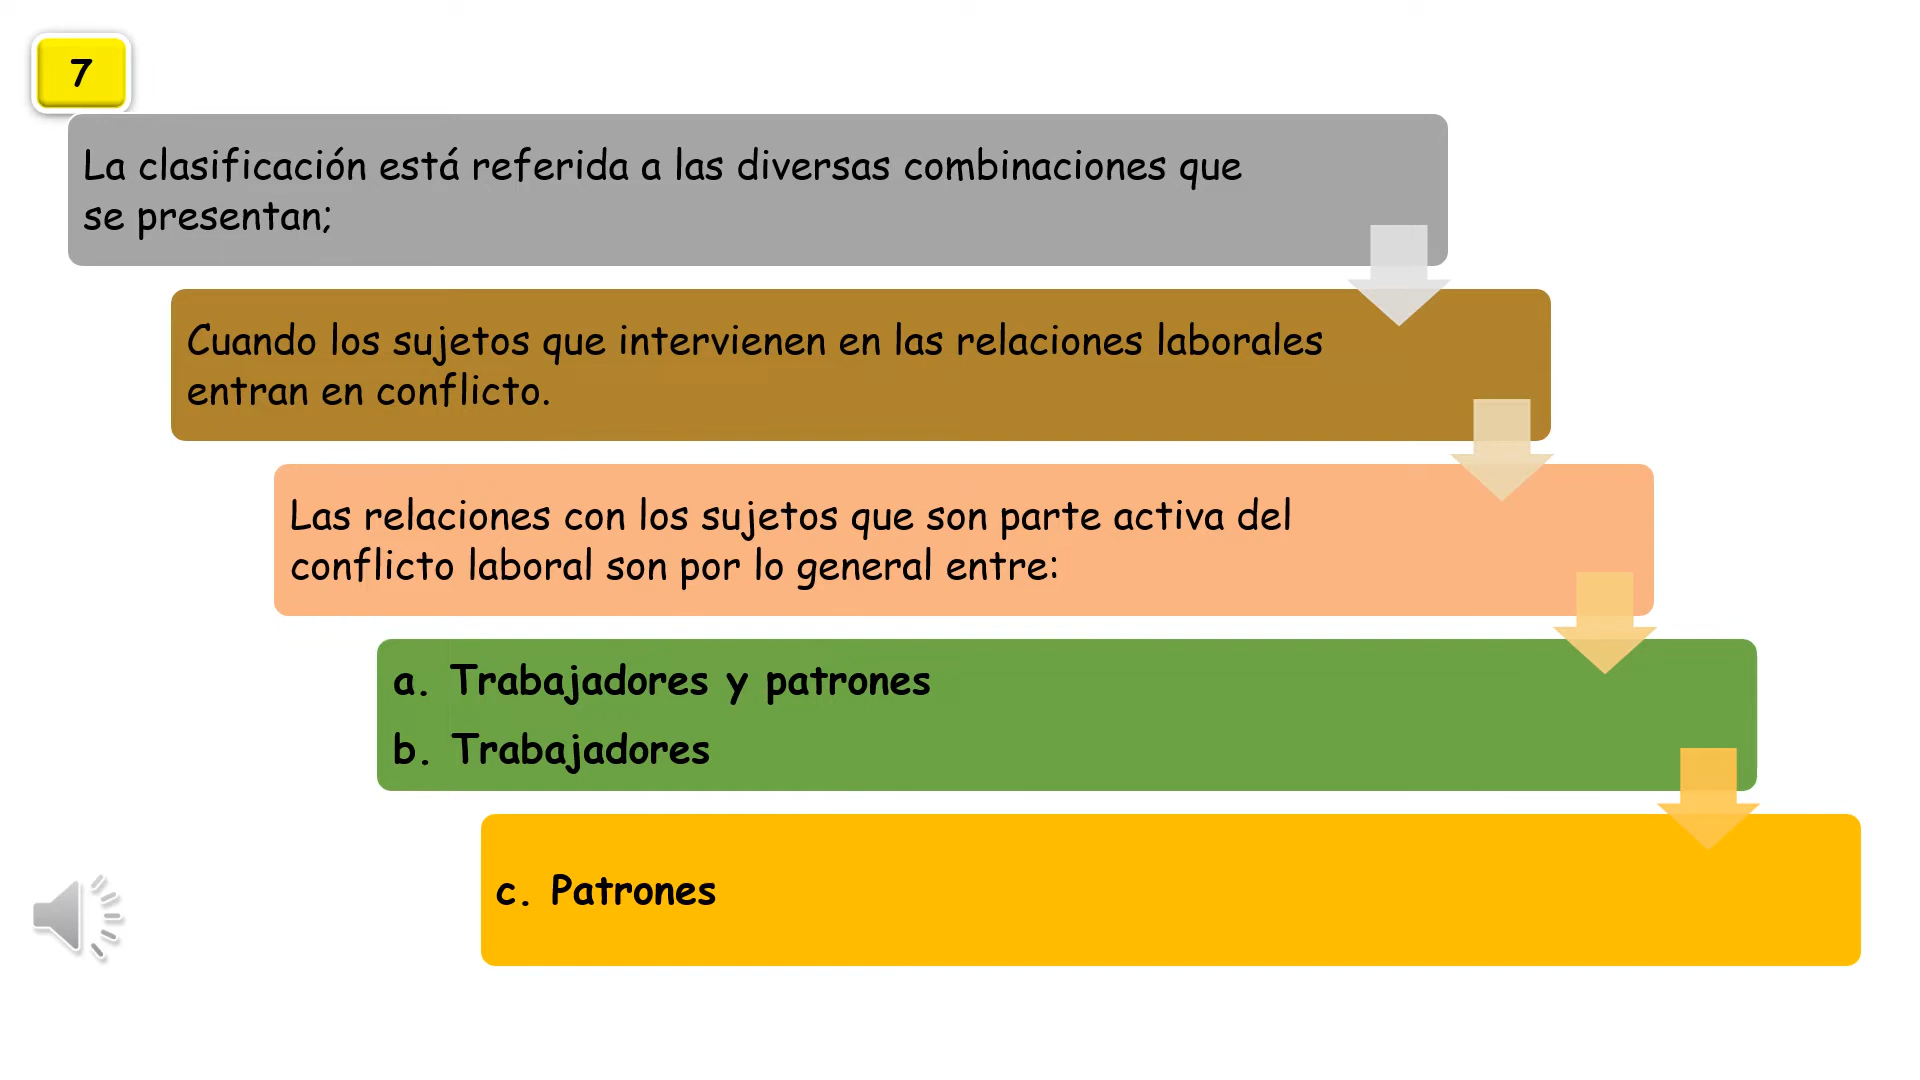 7
La clasificación está referida a las diversas combinaciones que
se presentan;
Cuando los sujetos que intervienen en las relaciones laborales
entran en conflicto.
Las relaciones con los sujetos que son parte activa del
conflicto laboral son por lo general entre:
a. Trabajadores y patrones
b. Trabajadores
c. Patrones